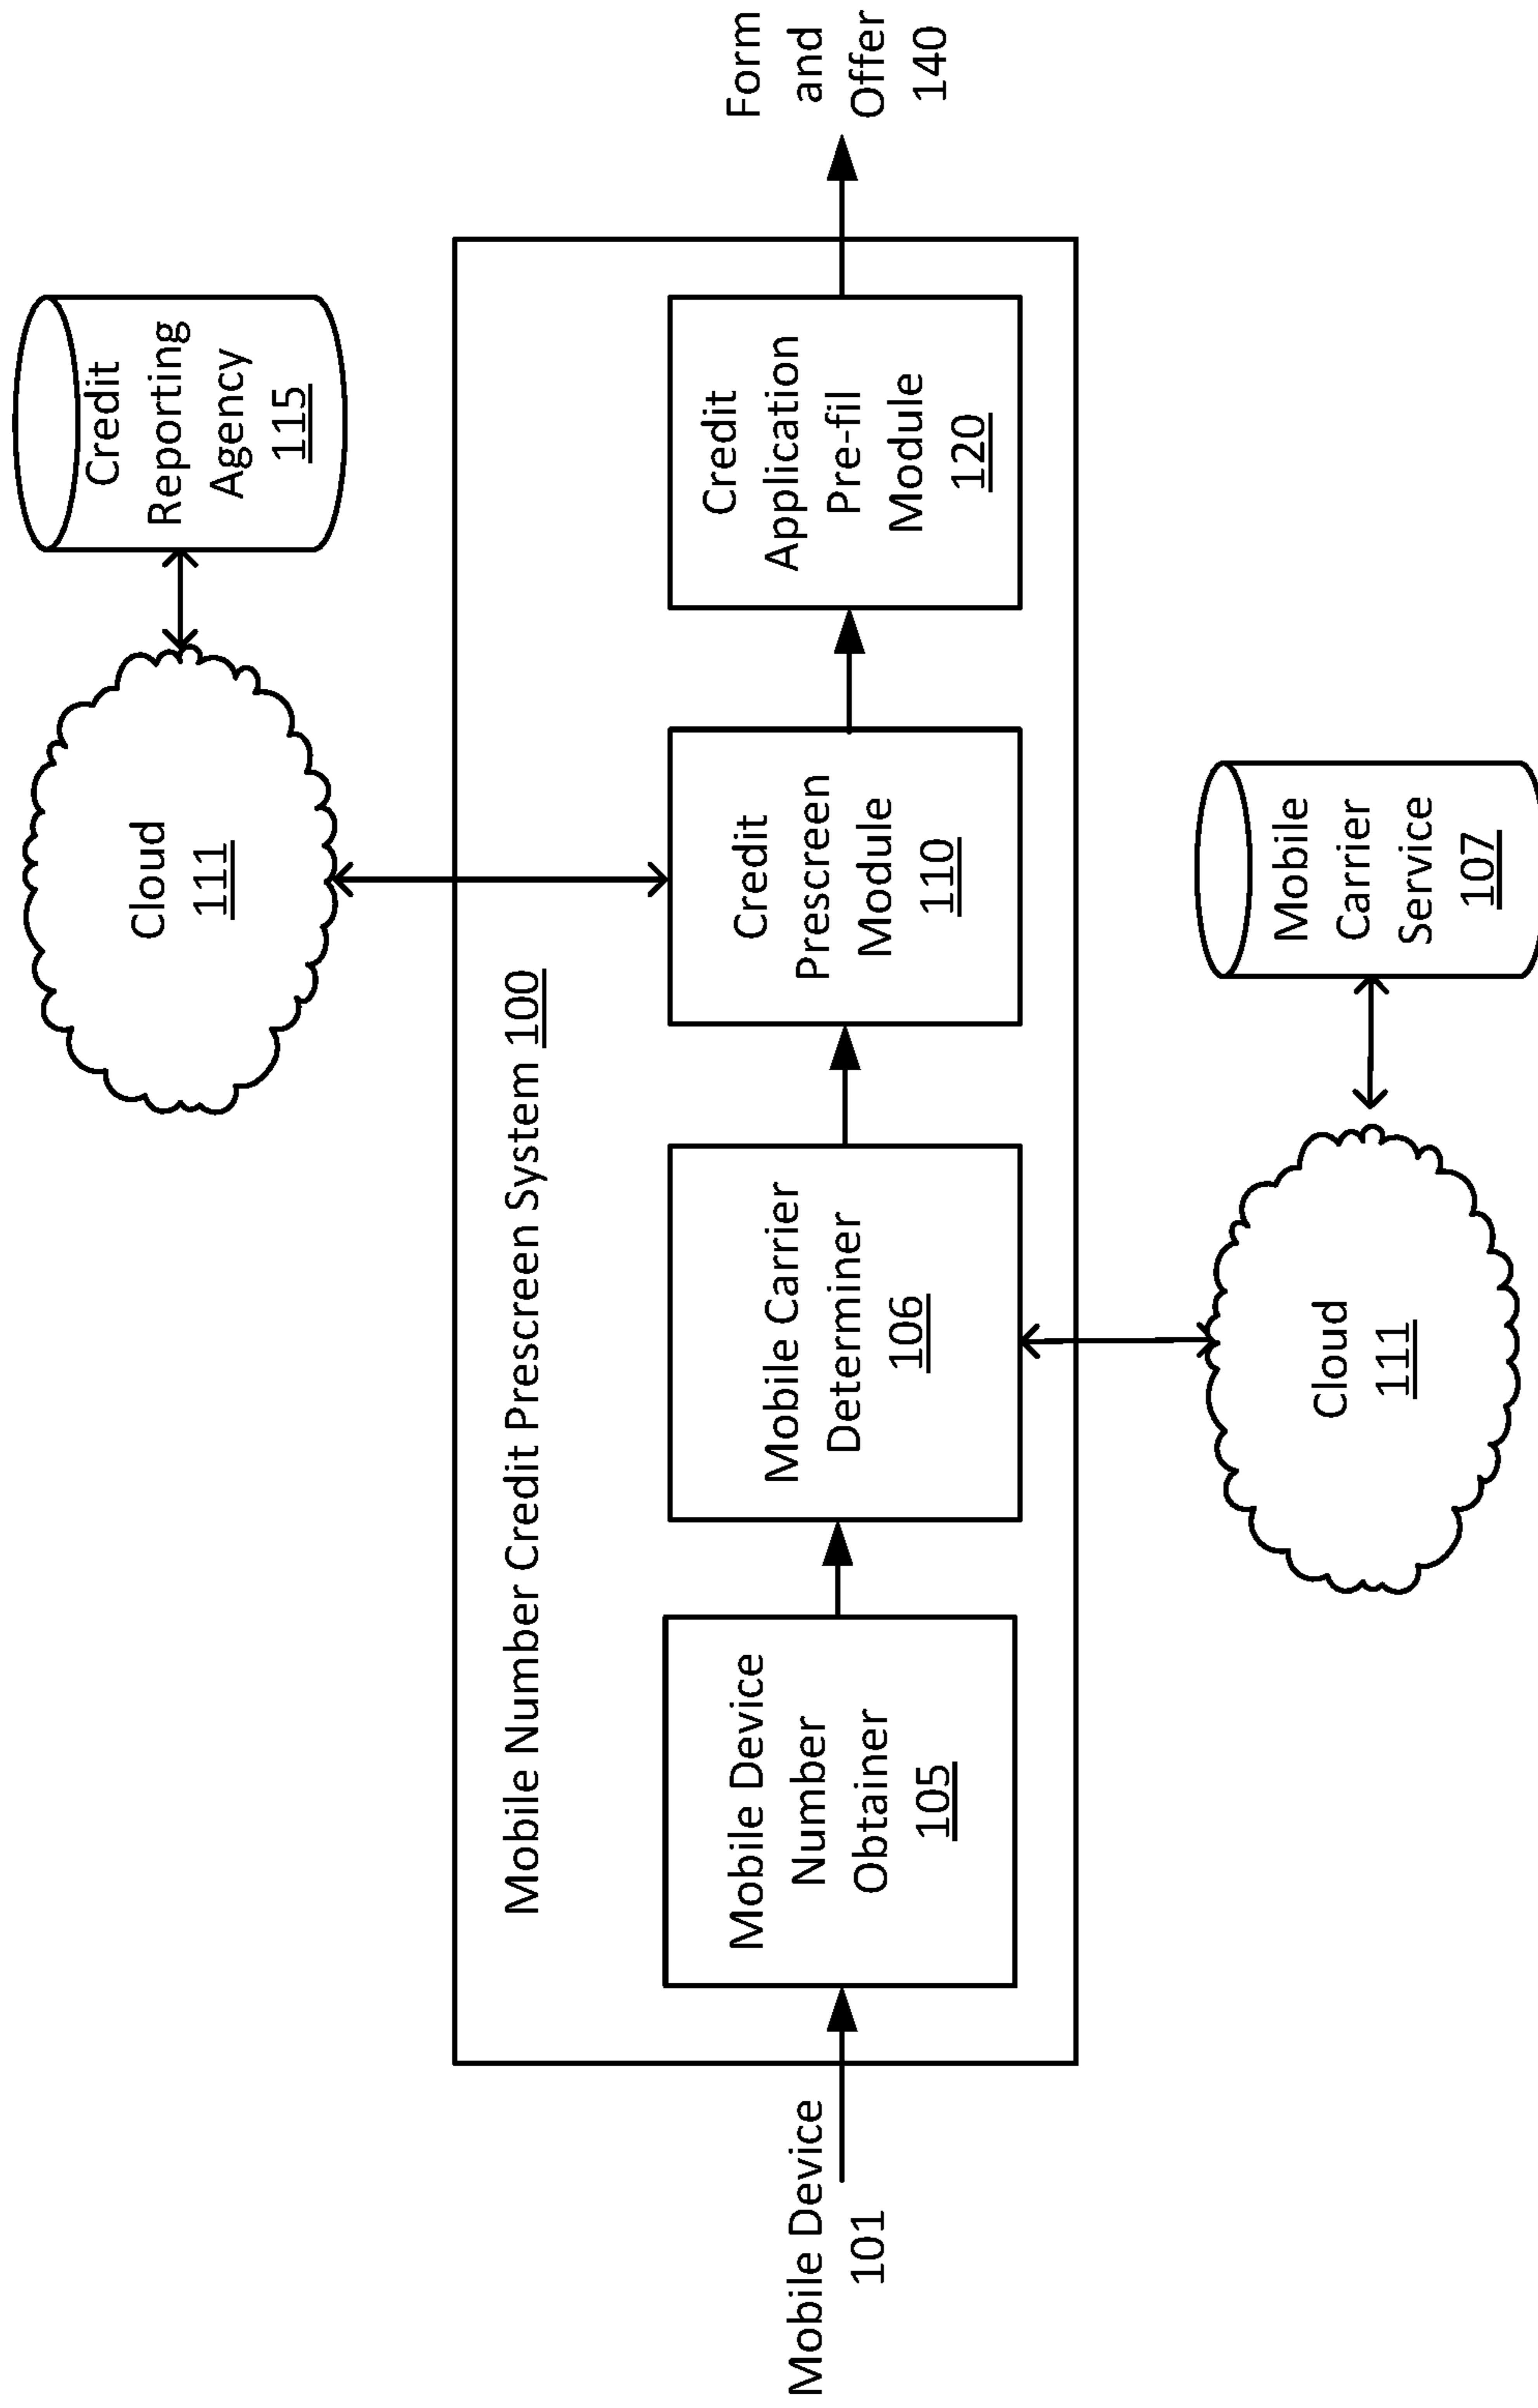 Cloud
111
Credit
Reporting
Agency
115
Mobile Number Credit Prescreen System 100
Mobile Device
101
Mobile Device
Number
Obtainer
105
Mobile Carrier
Determiner
106
Credit
Prescreen
Module
110
Credit
Application
Pre-fil
Module
120
Form
and
Offer
140
Cloud
111
Mobile
Carrier
Service
107